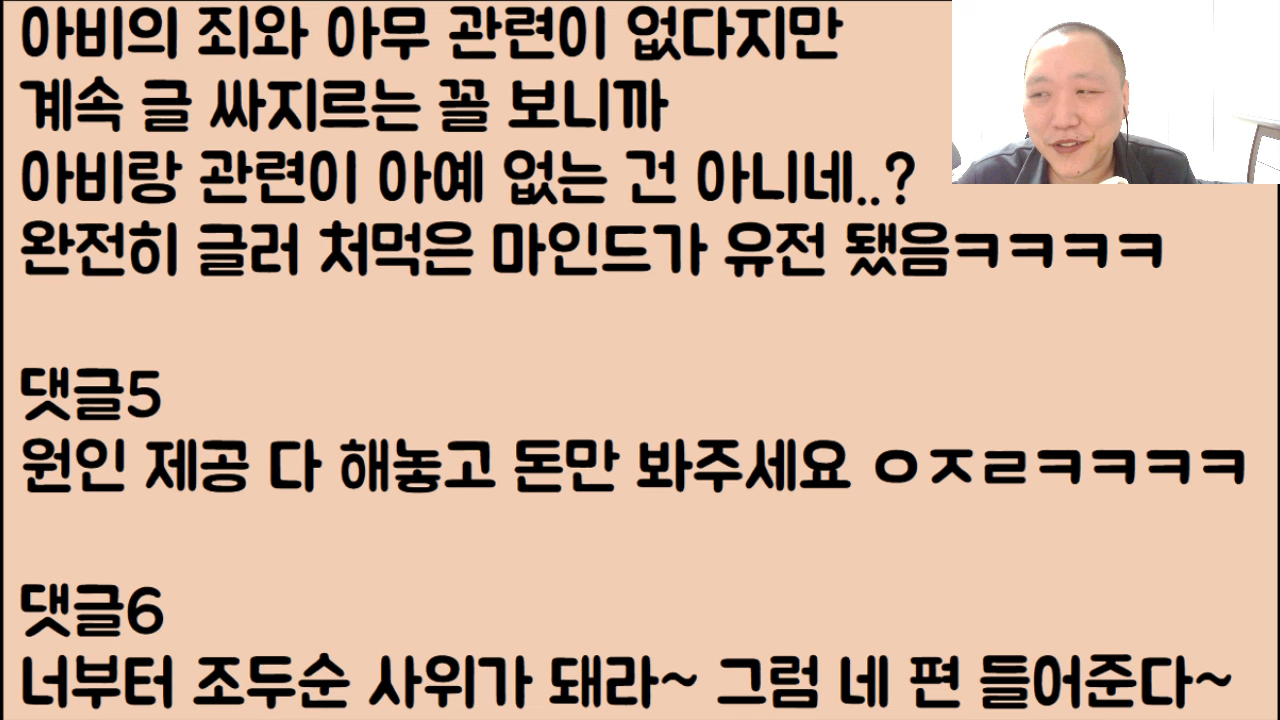 아비의 죄와 아무 관련이 없다지만
계속 글 싸지르는 꼴 보니까
아비랑 관련이 아예 없는 건 아니네..?
완전히 글러 처먹은 마인드가 유전 됐음ㅋㅋㅋㅋ
댓글5
원인 제공 다 해놓고 돈만 봐주세요 ㅇㅈㄹㅋㅋㅋㅋ
댓글6
너부터 조두순 사위가 돼라~ 그럼 네 편 들어준다~